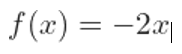 f(x) = −2x